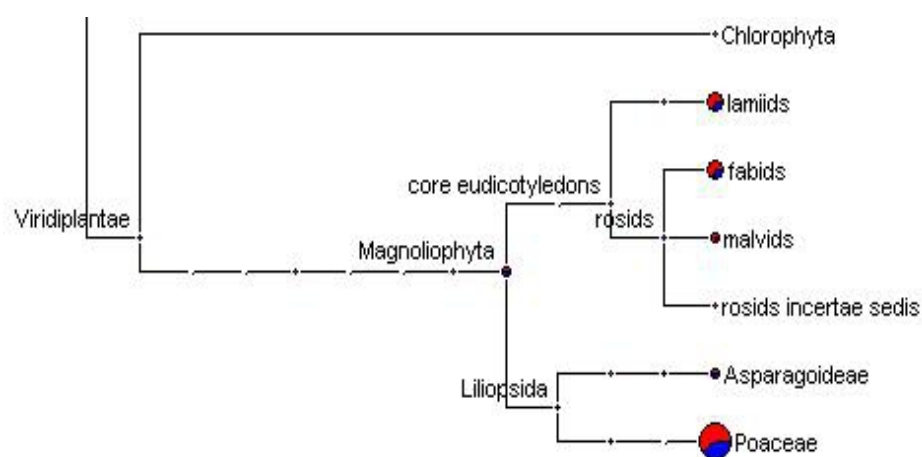 Chlorophyta
lamiids
fabids
core eudicotyledons
rosids
Viridiplantae
malvids
Magnoliophyta
rosids incertae sedis
Asparagoideae
Liliopsida
Poaceae